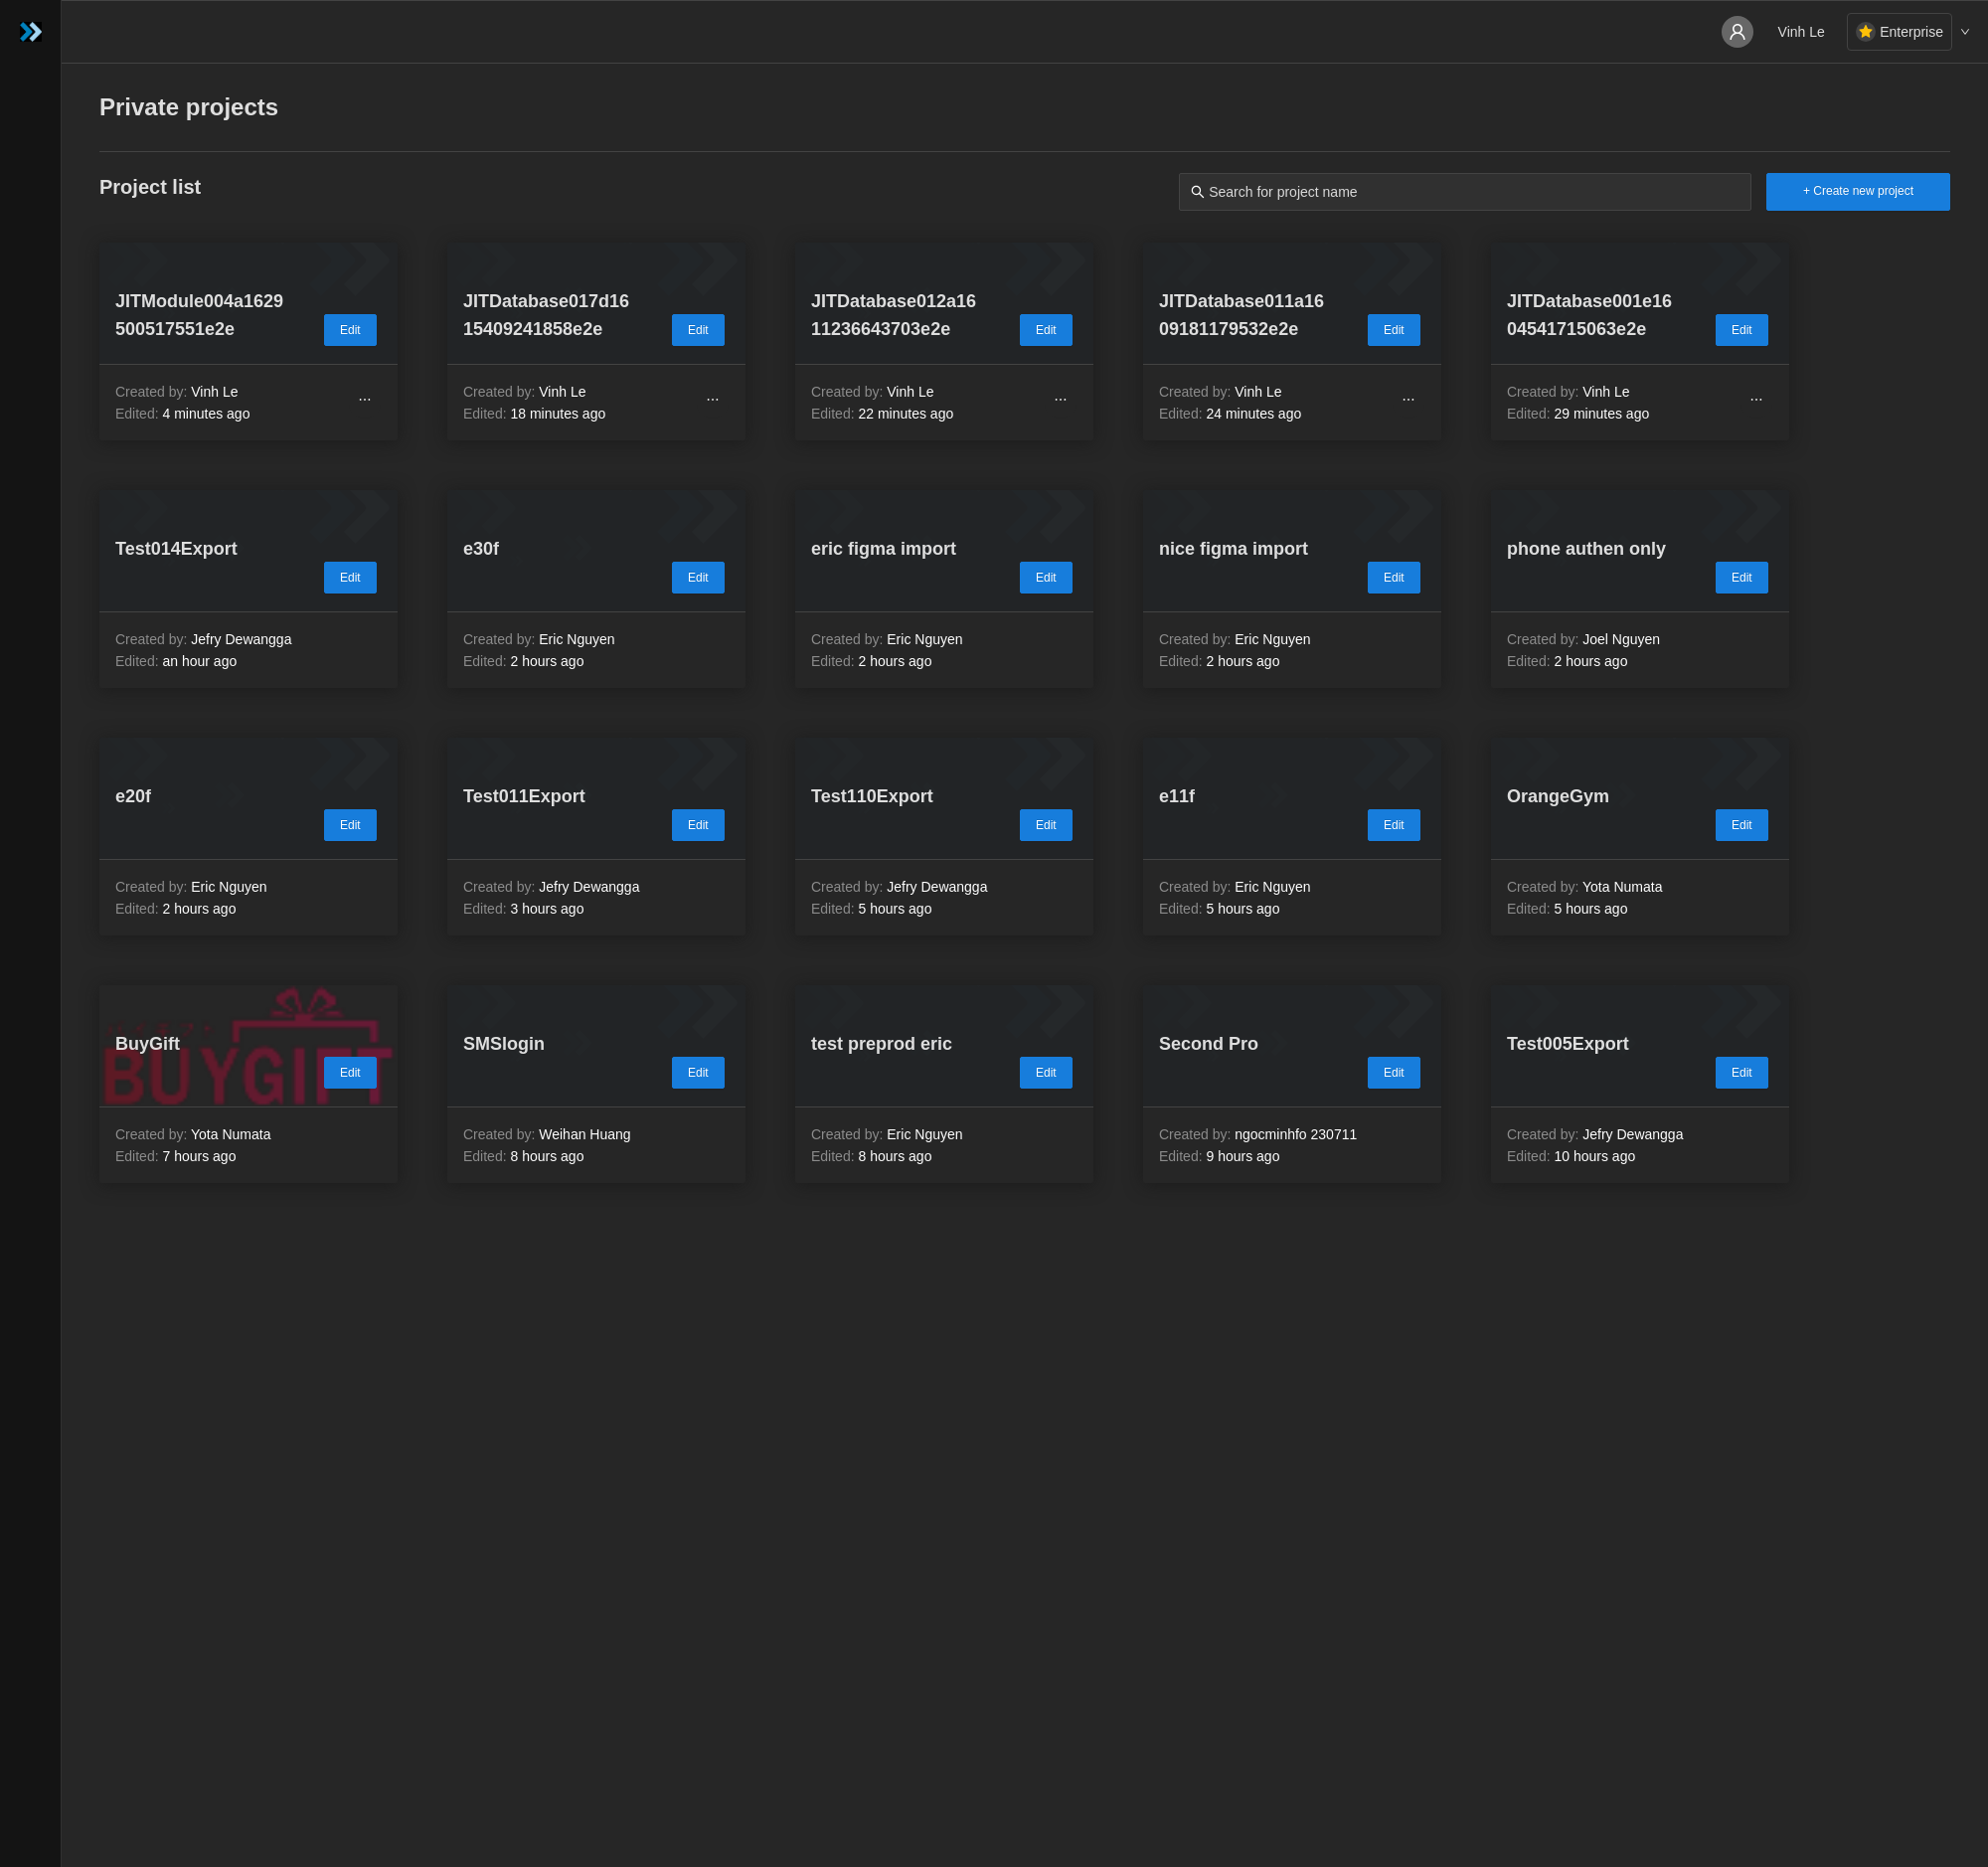 Vinh Le
Enterprise
Private projects
Project list
Search for project name
+ Create new project
JITModule004a1629
500517551e2e
Edit
Created by: Vinh Le
...
Edited: 4 minutes ago
JITDatabase017d16
15409241858e2e
Edit
Created by: Vinh Le
...
Edited: 18 minutes ago
JITDatabase012a16
11236643703e2e
Edit
Created by: Vinh Le
...
Edited: 22 minutes ago
JITDatabase011a16
09181179532e2e
Edit
Created by: Vinh Le
...
Edited: 24 minutes ago
JITDatabase001e16
04541715063e2e
Edit
Created by: Vinh Le
...
Edited: 29 minutes ago
Test014Export
Edit
Created by: Jefry Dewangga
Edited: an hour ago
e30f
Edit
Created by: Eric Nguyen
Edited: 2 hours ago
eric figma import
Edit
Created by: Eric Nguyen
Edited: 2 hours ago
nice figma import
Edit
Created by: Eric Nguyen
Edited: 2 hours ago
phone authen only
Edit
Created by: Joel Nguyen
Edited: 2 hours ago
e20f
Edit
Created by: Eric Nguyen
Edited: 2 hours ago
Test011Export
Edit
Created by: Jefry Dewangga
Edited: 3 hours ago
Test110Export
Edit
Created by: Jefry Dewangga
Edited: 5 hours ago
e11f
Edit
Created by: Eric Nguyen
Edited: 5 hours ago
OrangeGym
Edit
Created by: Yota Numata
Edited: 5 hours ago
BuyGift
BUYGIFT
Edit
Created by: Yota Numata
Edited: 7 hours ago
SMSlogin
Edit
Created by: Weihan Huang
Edited: 8 hours ago
test preprod eric
Edit
Created by: Eric Nguyen
Edited: 8 hours ago
Second Pro
Edit
Created by: ngocminhfo 230711
Edited: 9 hours ago
Test005Export
Edit
Created by: Jefry Dewangga
Edited: 10 hours ago